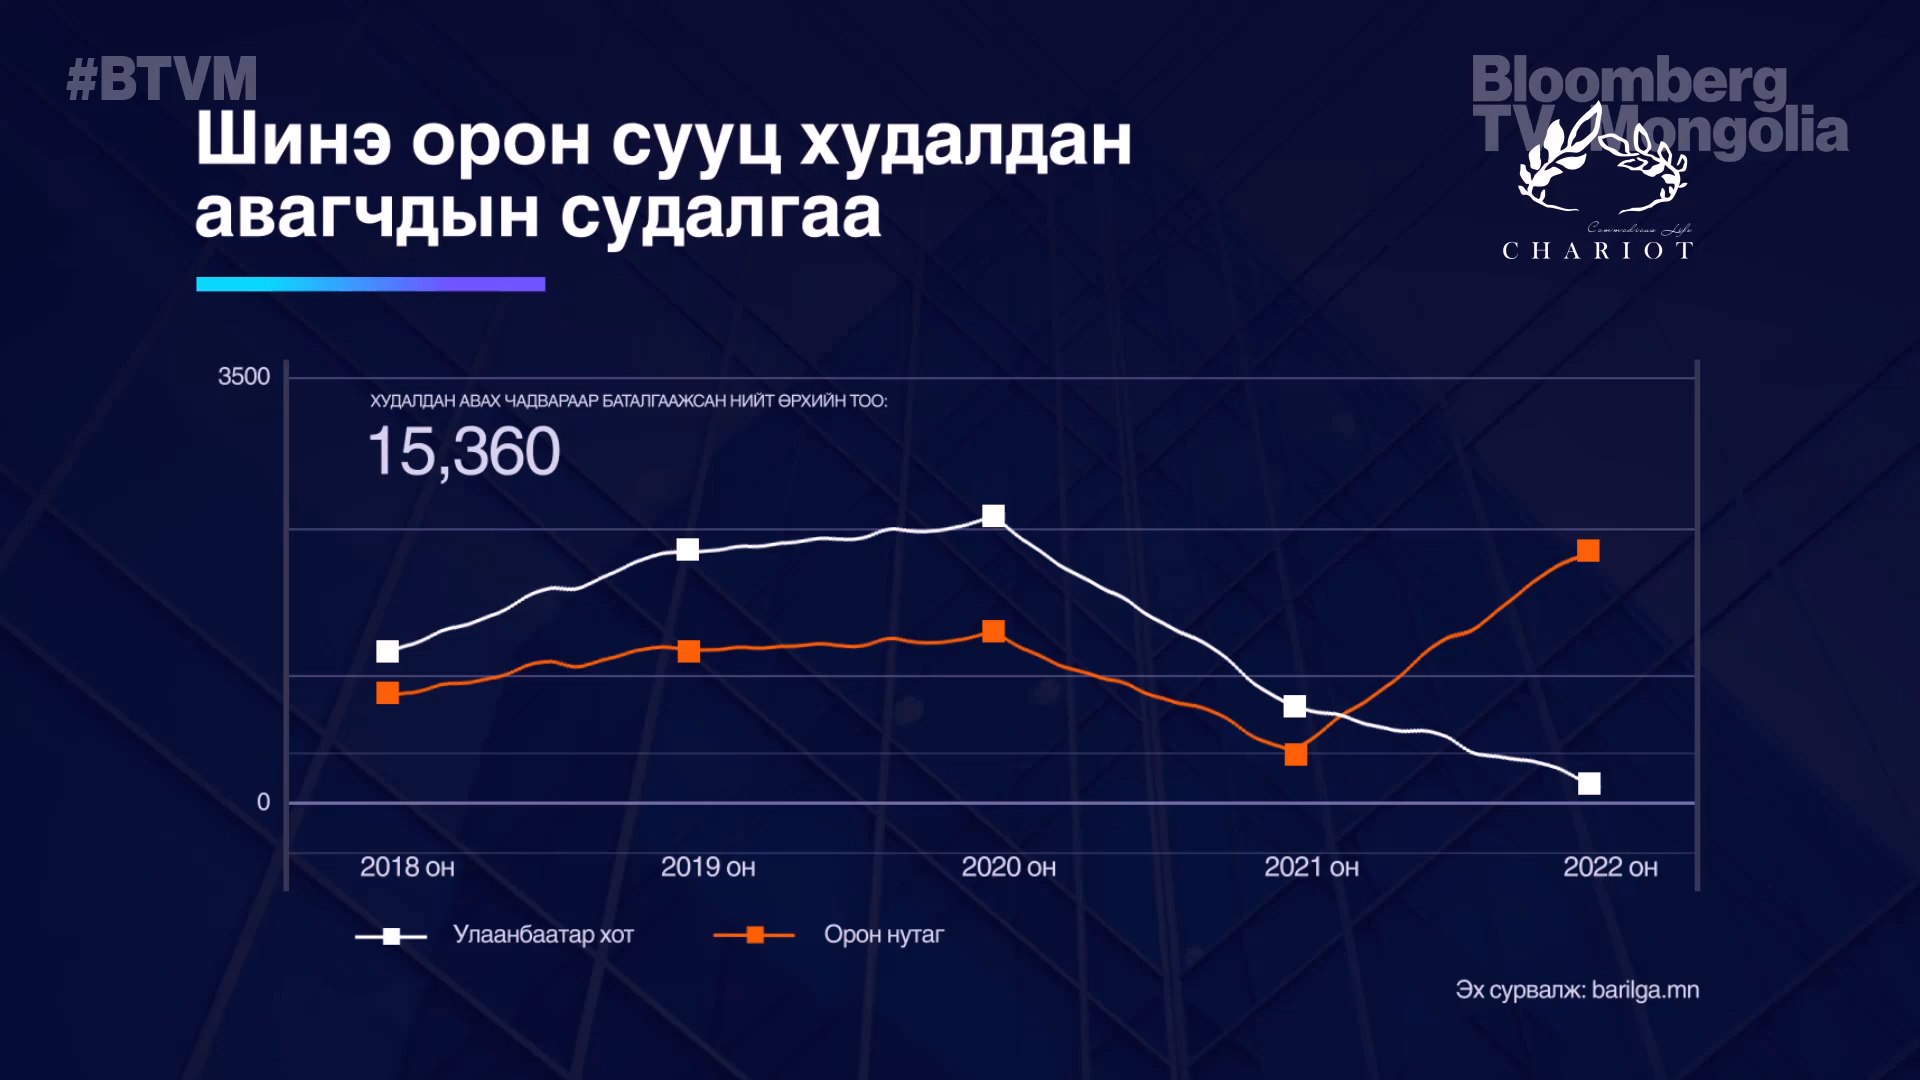 #BTVM
Bloomberg
TV Mongolia
Шинэ орон сууц худалдан
авагчдын судалгаа
Commodious Life
CHARIOT
3500
ХУДАЛДАН АВАХ ЧАДВАРААР БАТАЛГААЖСАН НИЙТ ӨРХИЙН ТОО:
15,360
0
2018 он 2019 он 2020 он 2021 он 2022 он
Улаанбаатар хот Орон нутаг
Эх сурвалж: barilga.mn